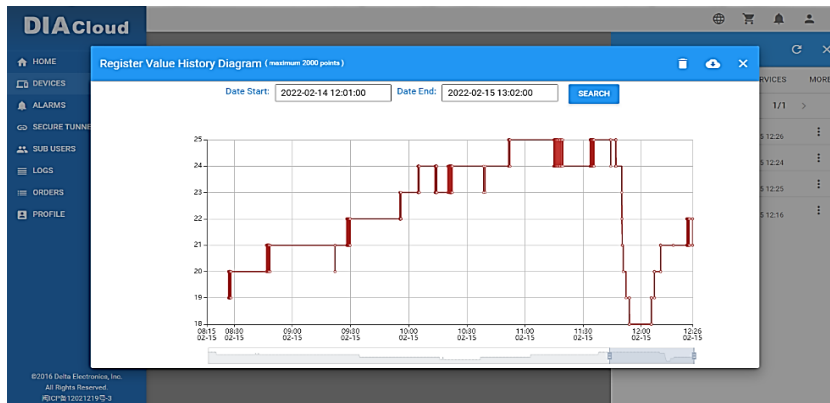 DIACloud
HOME
DEVICES
ALARMS
SECURE TUNNE
SUB USERS
LOGS
ORDERS
PROFILE
©2016 Delta Electronics, Inc.
All Rights Reserved.
Register Value History Diagram ( maximum 2000 points )
Date Start: 2022-02-14 12:01:00 Date End: 2022-02-15 13:02:00 SEARCH
25
24
23
22
21
20
19
18
08:15 08:30 09:00 09:30 10:00 10:30 11:00 11:30 12:00 12:26
02-15 02-15 02-15 02-15 02-15 02-15 02-15 02-15 02-15 02-15
RVICES MORE
1/1
5 12:26
5 12:24
5 12:25
5 12:16